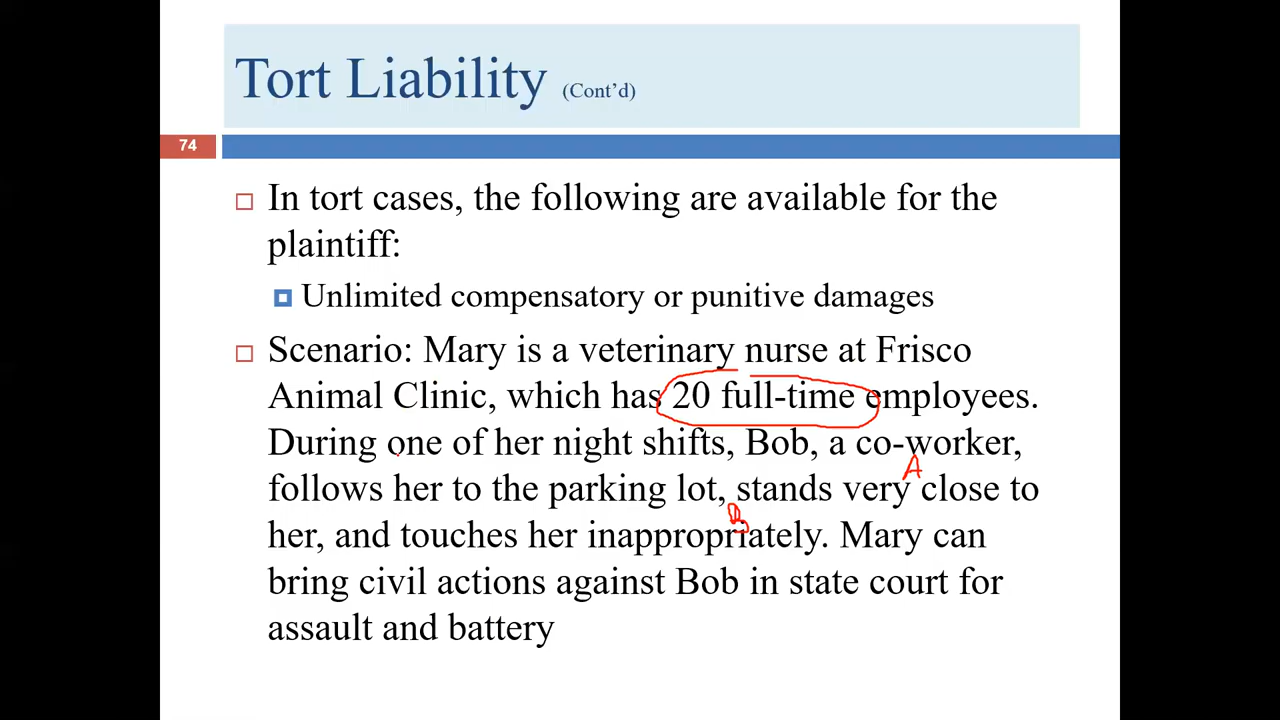 Tort Liability (Cont'd)
74
In tort cases, the following are available for the
plaintiff:
Unlimited compensatory or punitive damages
Scenario: Mary is a veterinary nurse at Frisco
Animal Clinic, which has 20 full-time employees.
During one of her night shifts, Bob, a co-worker,
A
follows her to the parking lot, stands very close to
B
her, and touches her inappropriately. Mary can
bring civil actions against Bob in state court for
assault and battery